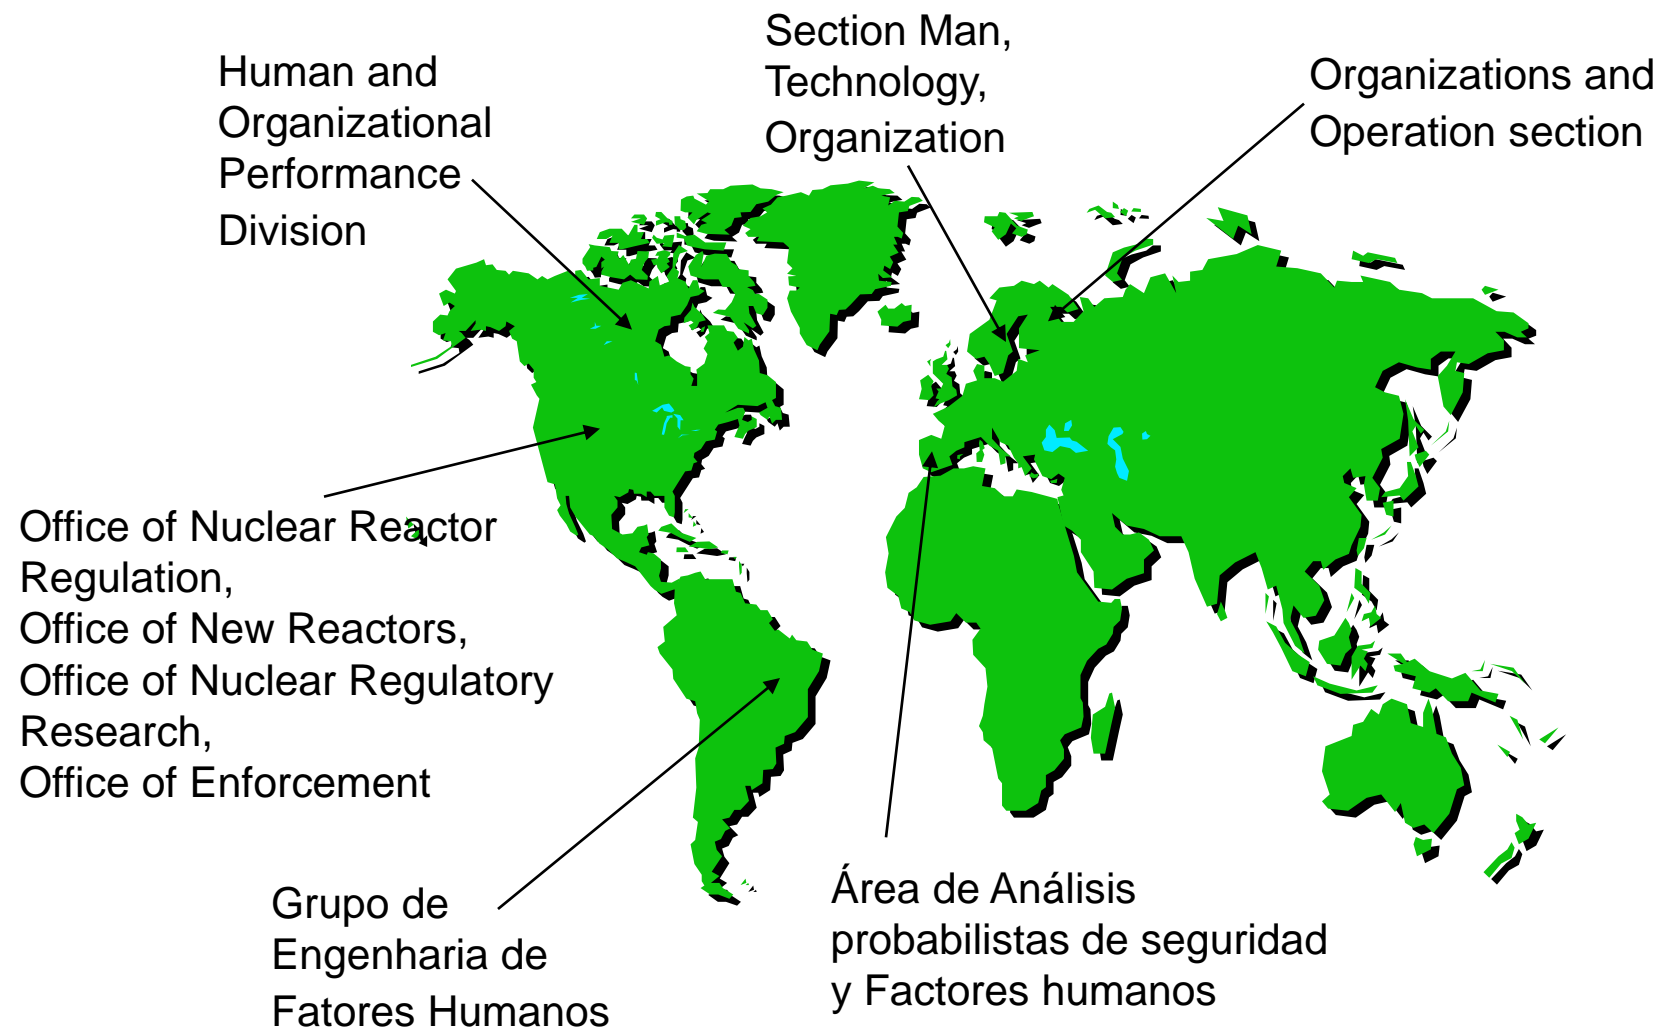 Human and
Organizational
Performance
Division
Section Man,
Technology,
Organization
Organizations and
Operation section
Office of Nuclear Reactor
Regulation,
Office of New Reactors,
Office of Nuclear Regulatory
Research,
Office of Enforcement
Grupo de
Engenharia de
Fatores Humanos
Área de Análisis
probabilistas de seguridad
y Factores humanos